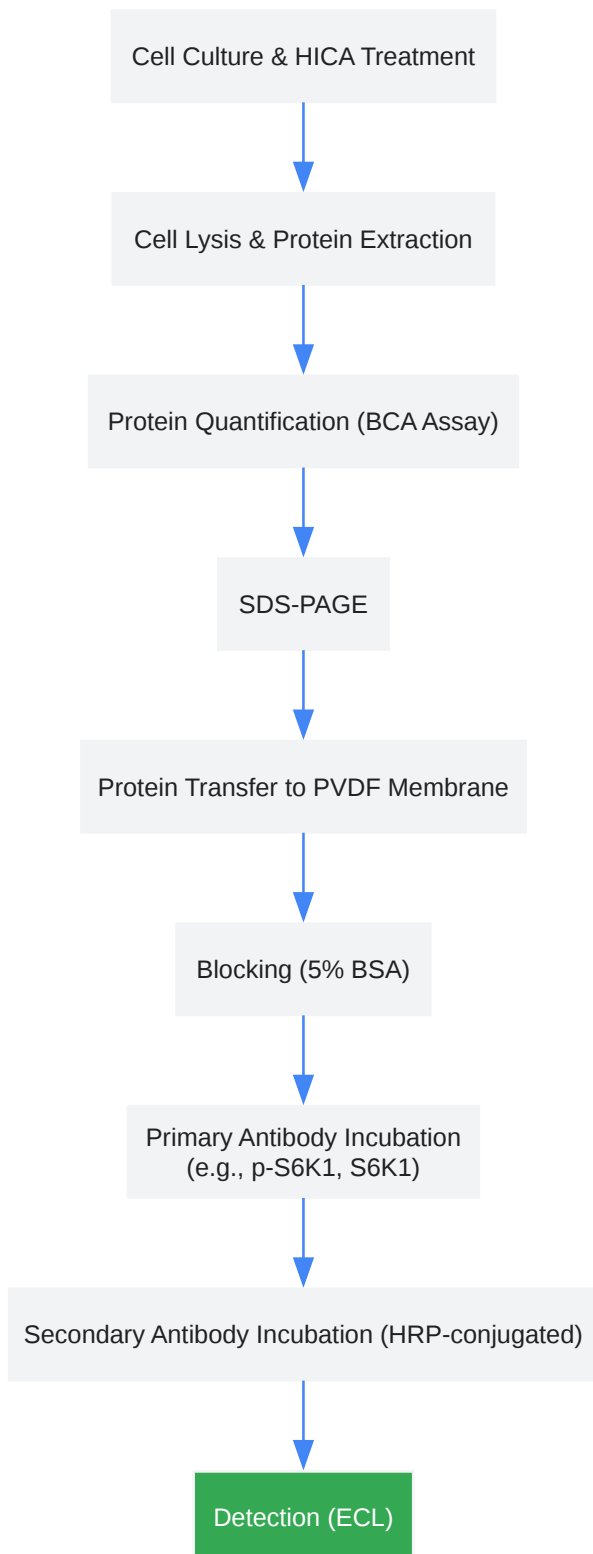 Cell Culture & HICA Treatment
Cell Lysis & Protein Extraction
Protein Quantification (BCA Assay)
SDS-PAGE
Protein Transfer to PVDF Membrane
Blocking (5% BSA)
Primary Antibody Incubation
(e.g., p-S6K1, S6K1)
Secondary Antibody Incubation (HRP-conjugated)
Detection (ECL)